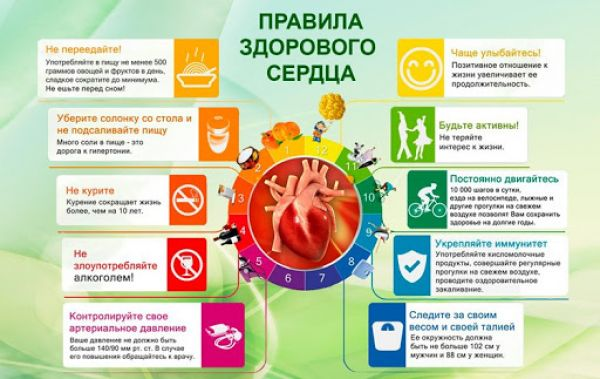 ПРАВИЛА
ЗДОРОВОГО
СЕРДЦА
Не переедайте!
Употребляйте в пищу не менее 500
граммов овощей и фруктов в день,
сладкое сократите до минимума.
Не ешьте перед сном!
Уберите солонку со стола и
не подсаливайте пищу
Много соли в пище - это
дорога к гипертонии.
Не курите
Курение сокращает жизнь
более, чем на 10 лет.
Не
злоупотребляйте
алкоголем!
Контролируйте свое
артериальное давление
Ваше давление не должно быть
больше 140/90 мм рт. ст. В случае
его повышения обращайтесь к врачу.
Чаще улыбайтесь!
Позитивное отношение к
жизни увеличивает ее
продолжительность.
Будьте активны!
Не теряйте
интерес к жизни.
Постоянно двигайтесь
10 000 шагов в сутки,
езда на велосипеде, лыжные и
другие прогулки на свежем
воздухе позволят Вам сохранить
здоровье на долгие годы.
Укрепляйте иммунитет
Употребляйте кисломолочные
продукты, совершайте регулярные
прогулки на свежем воздухе,
проводите оздоровительное
закаливание.
Следите за своим
весом и своей талией
Ее окружность должна
быть не больше 102 см у
мужчин и 88 см у женщин.
12
1
2
3
4
5
6
7
8
9
10
11